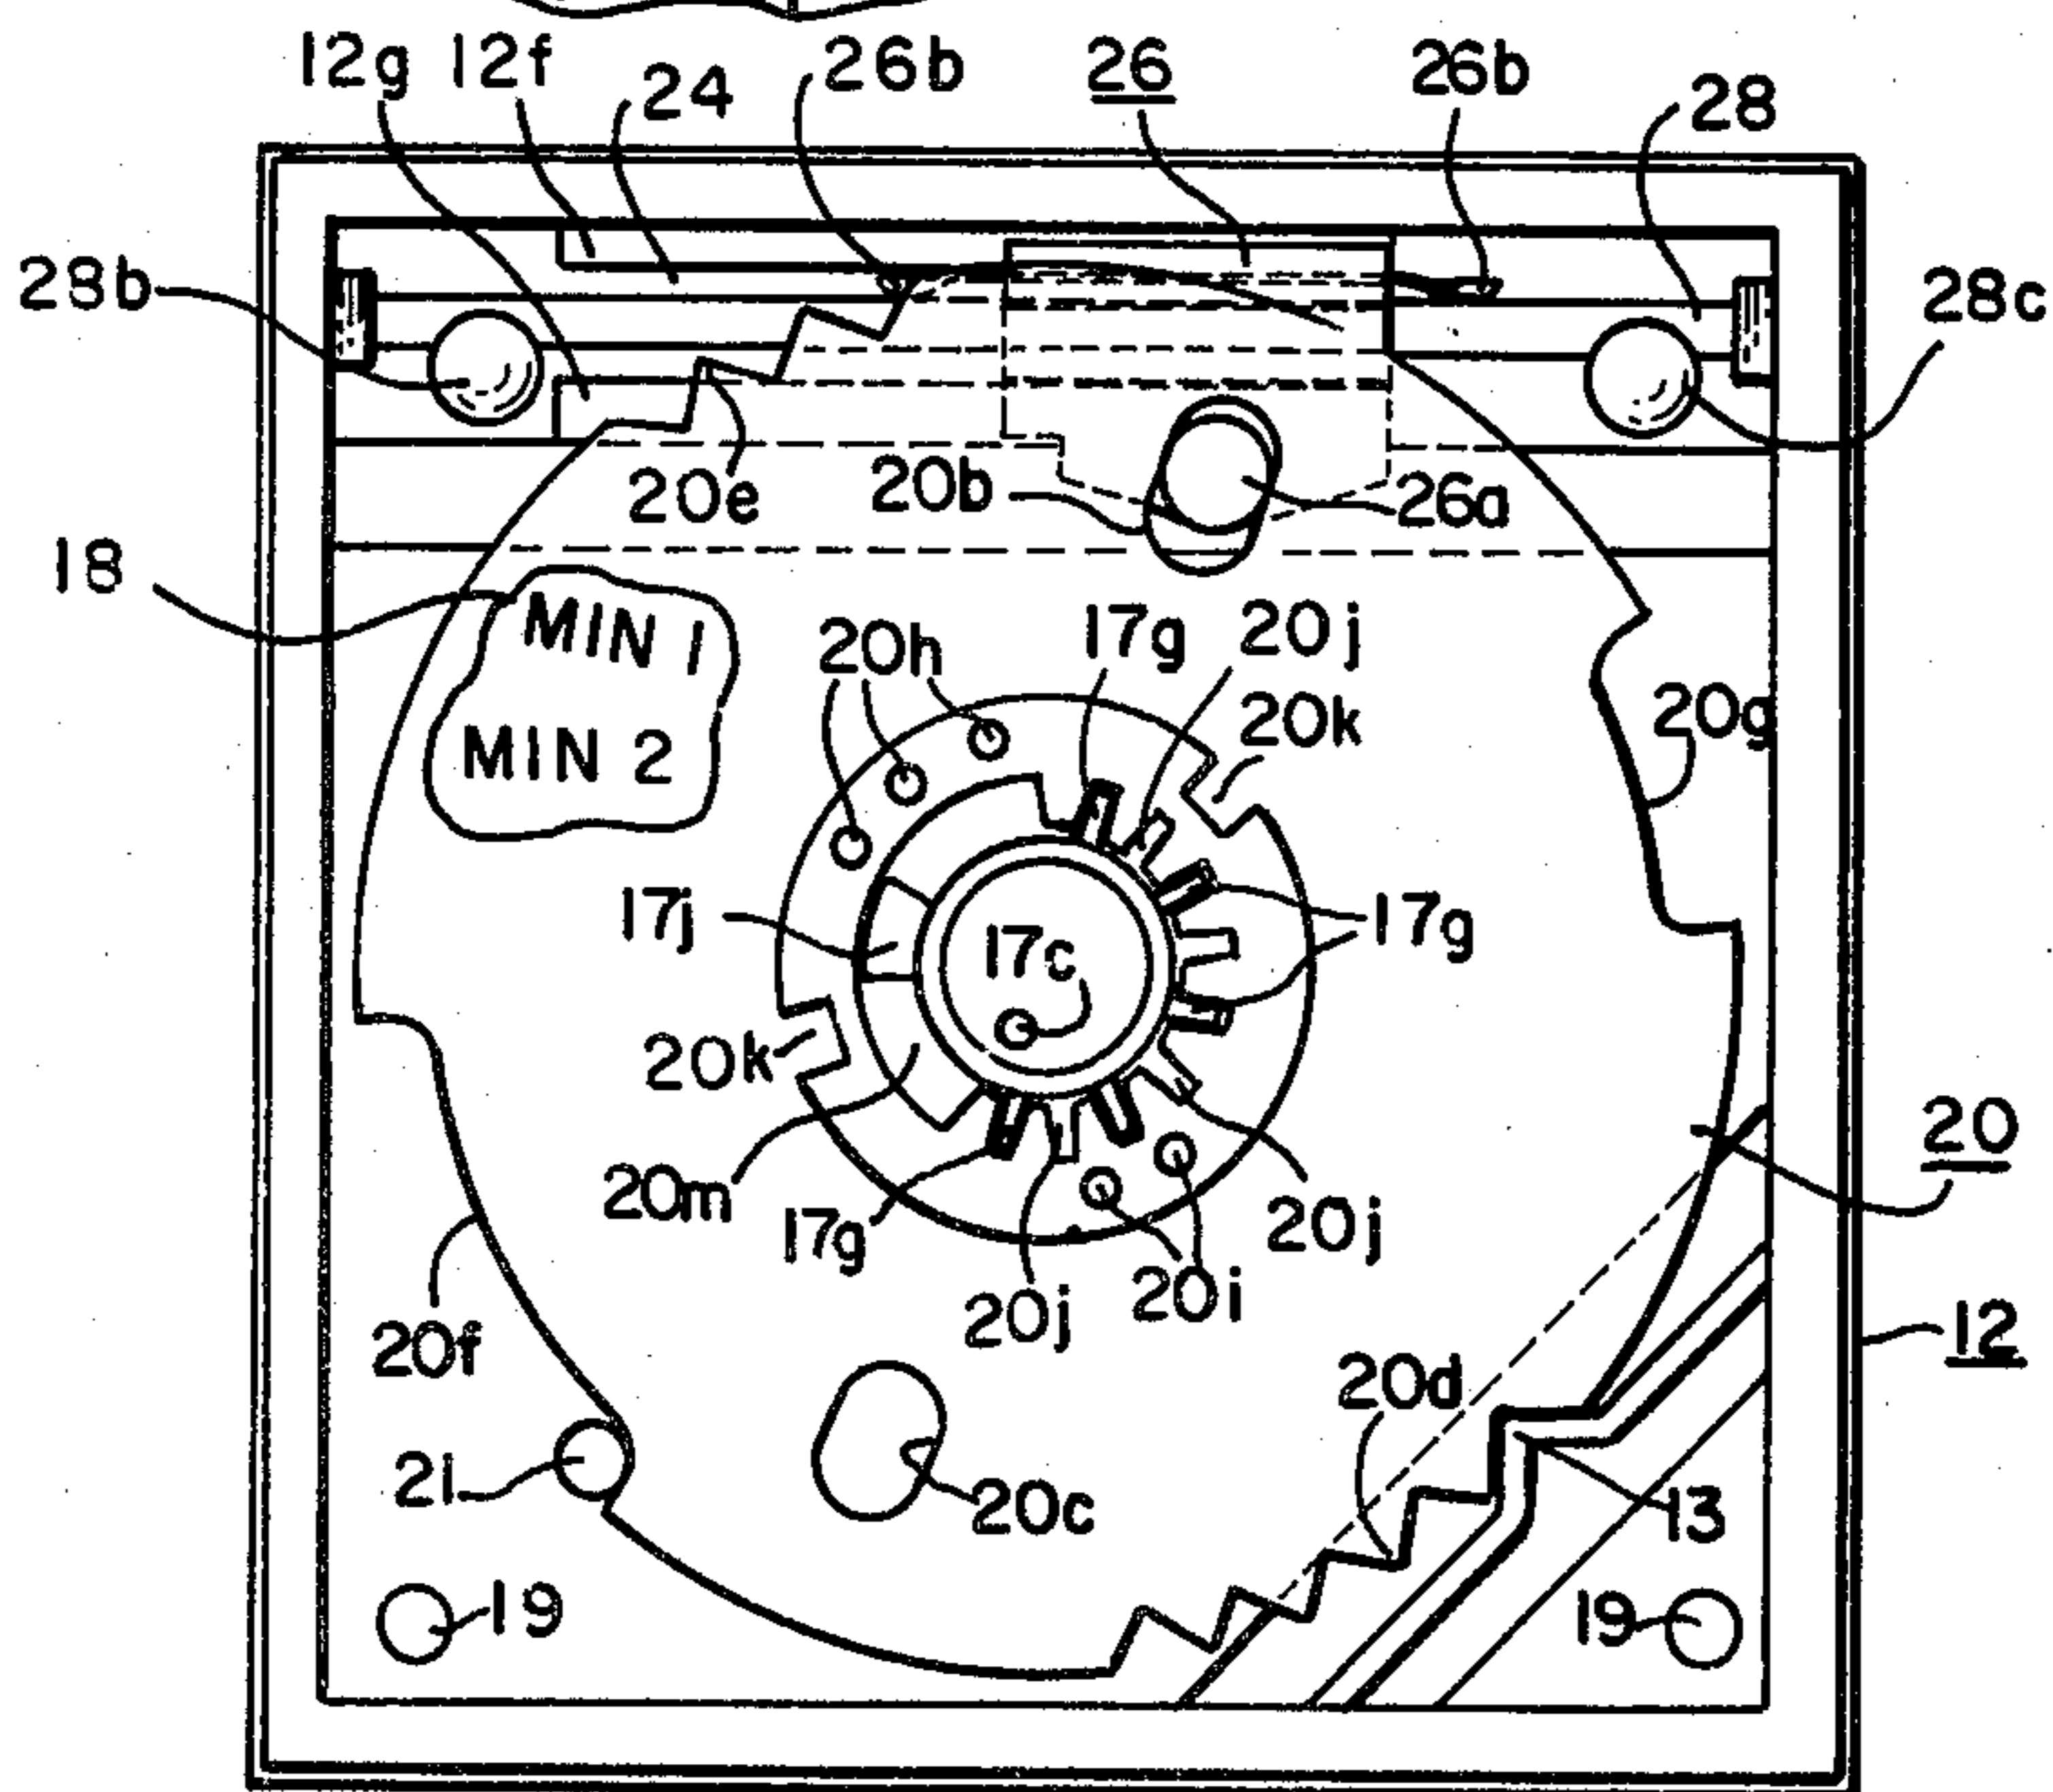 12g 12f 24 26b 26 26b 28
28b 28c
20e 20b 26a
18
MIN 1
20h 17g 20j
20k 20g
MIN 2
17j 17c 17g
20k
20m 20
17g 20j
20j 20i
20f 12
20d
21 20c 13
19 19